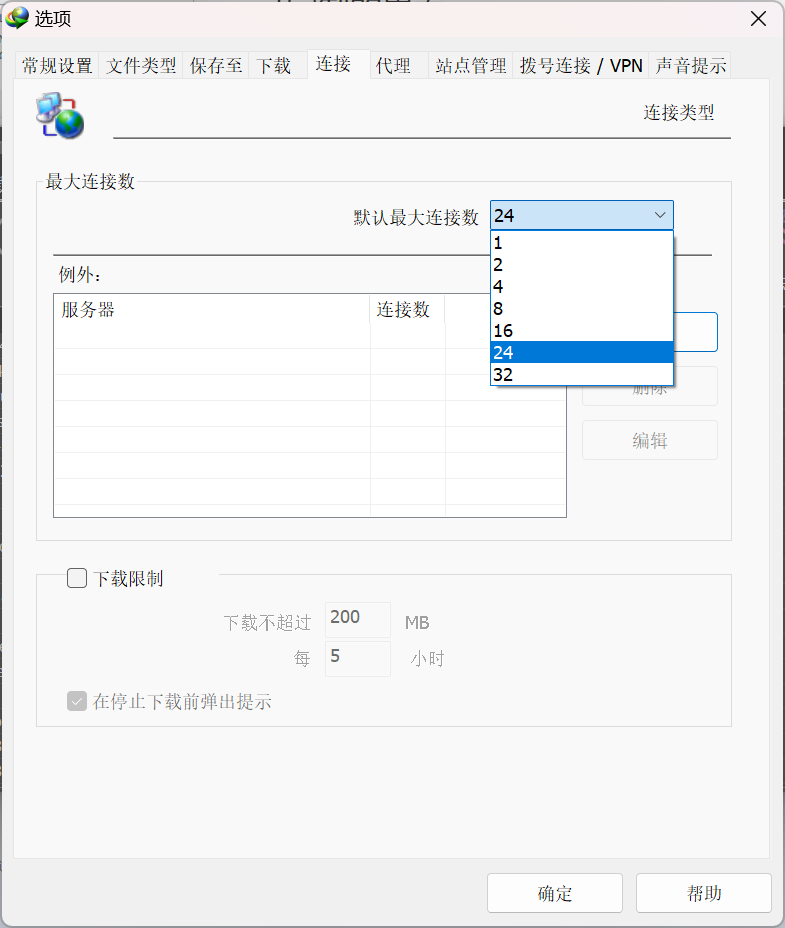 选项
常规设置 文件类型 保存至 下载 连接 代理 站点管理 拨号连接 / VPN 声音提示
连接类型
最大连接数
默认最大连接数 24
1
2
4
8
16
24
32
例外：
服务器 连接数
删除
编辑
下载限制
下载不超过 200 MB
每 5 小时
在停止下载前弹出提示
确定 帮助